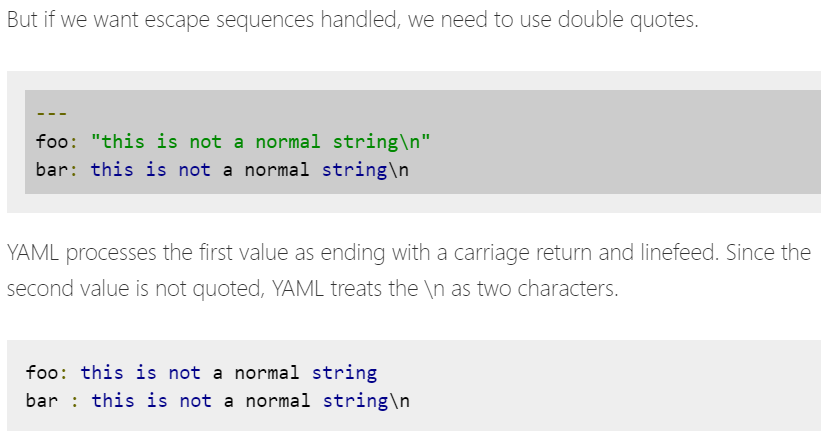 But if we want escape sequences handled, we need to use double quotes.
---
foo: "this is not a normal string\n"
bar: this is not a normal string\n
YAML processes the first value as ending with a carriage return and linefeed. Since the
second value is not quoted, YAML treats the \n as two characters.
foo: this is not a normal string
bar : this is not a normal string\n